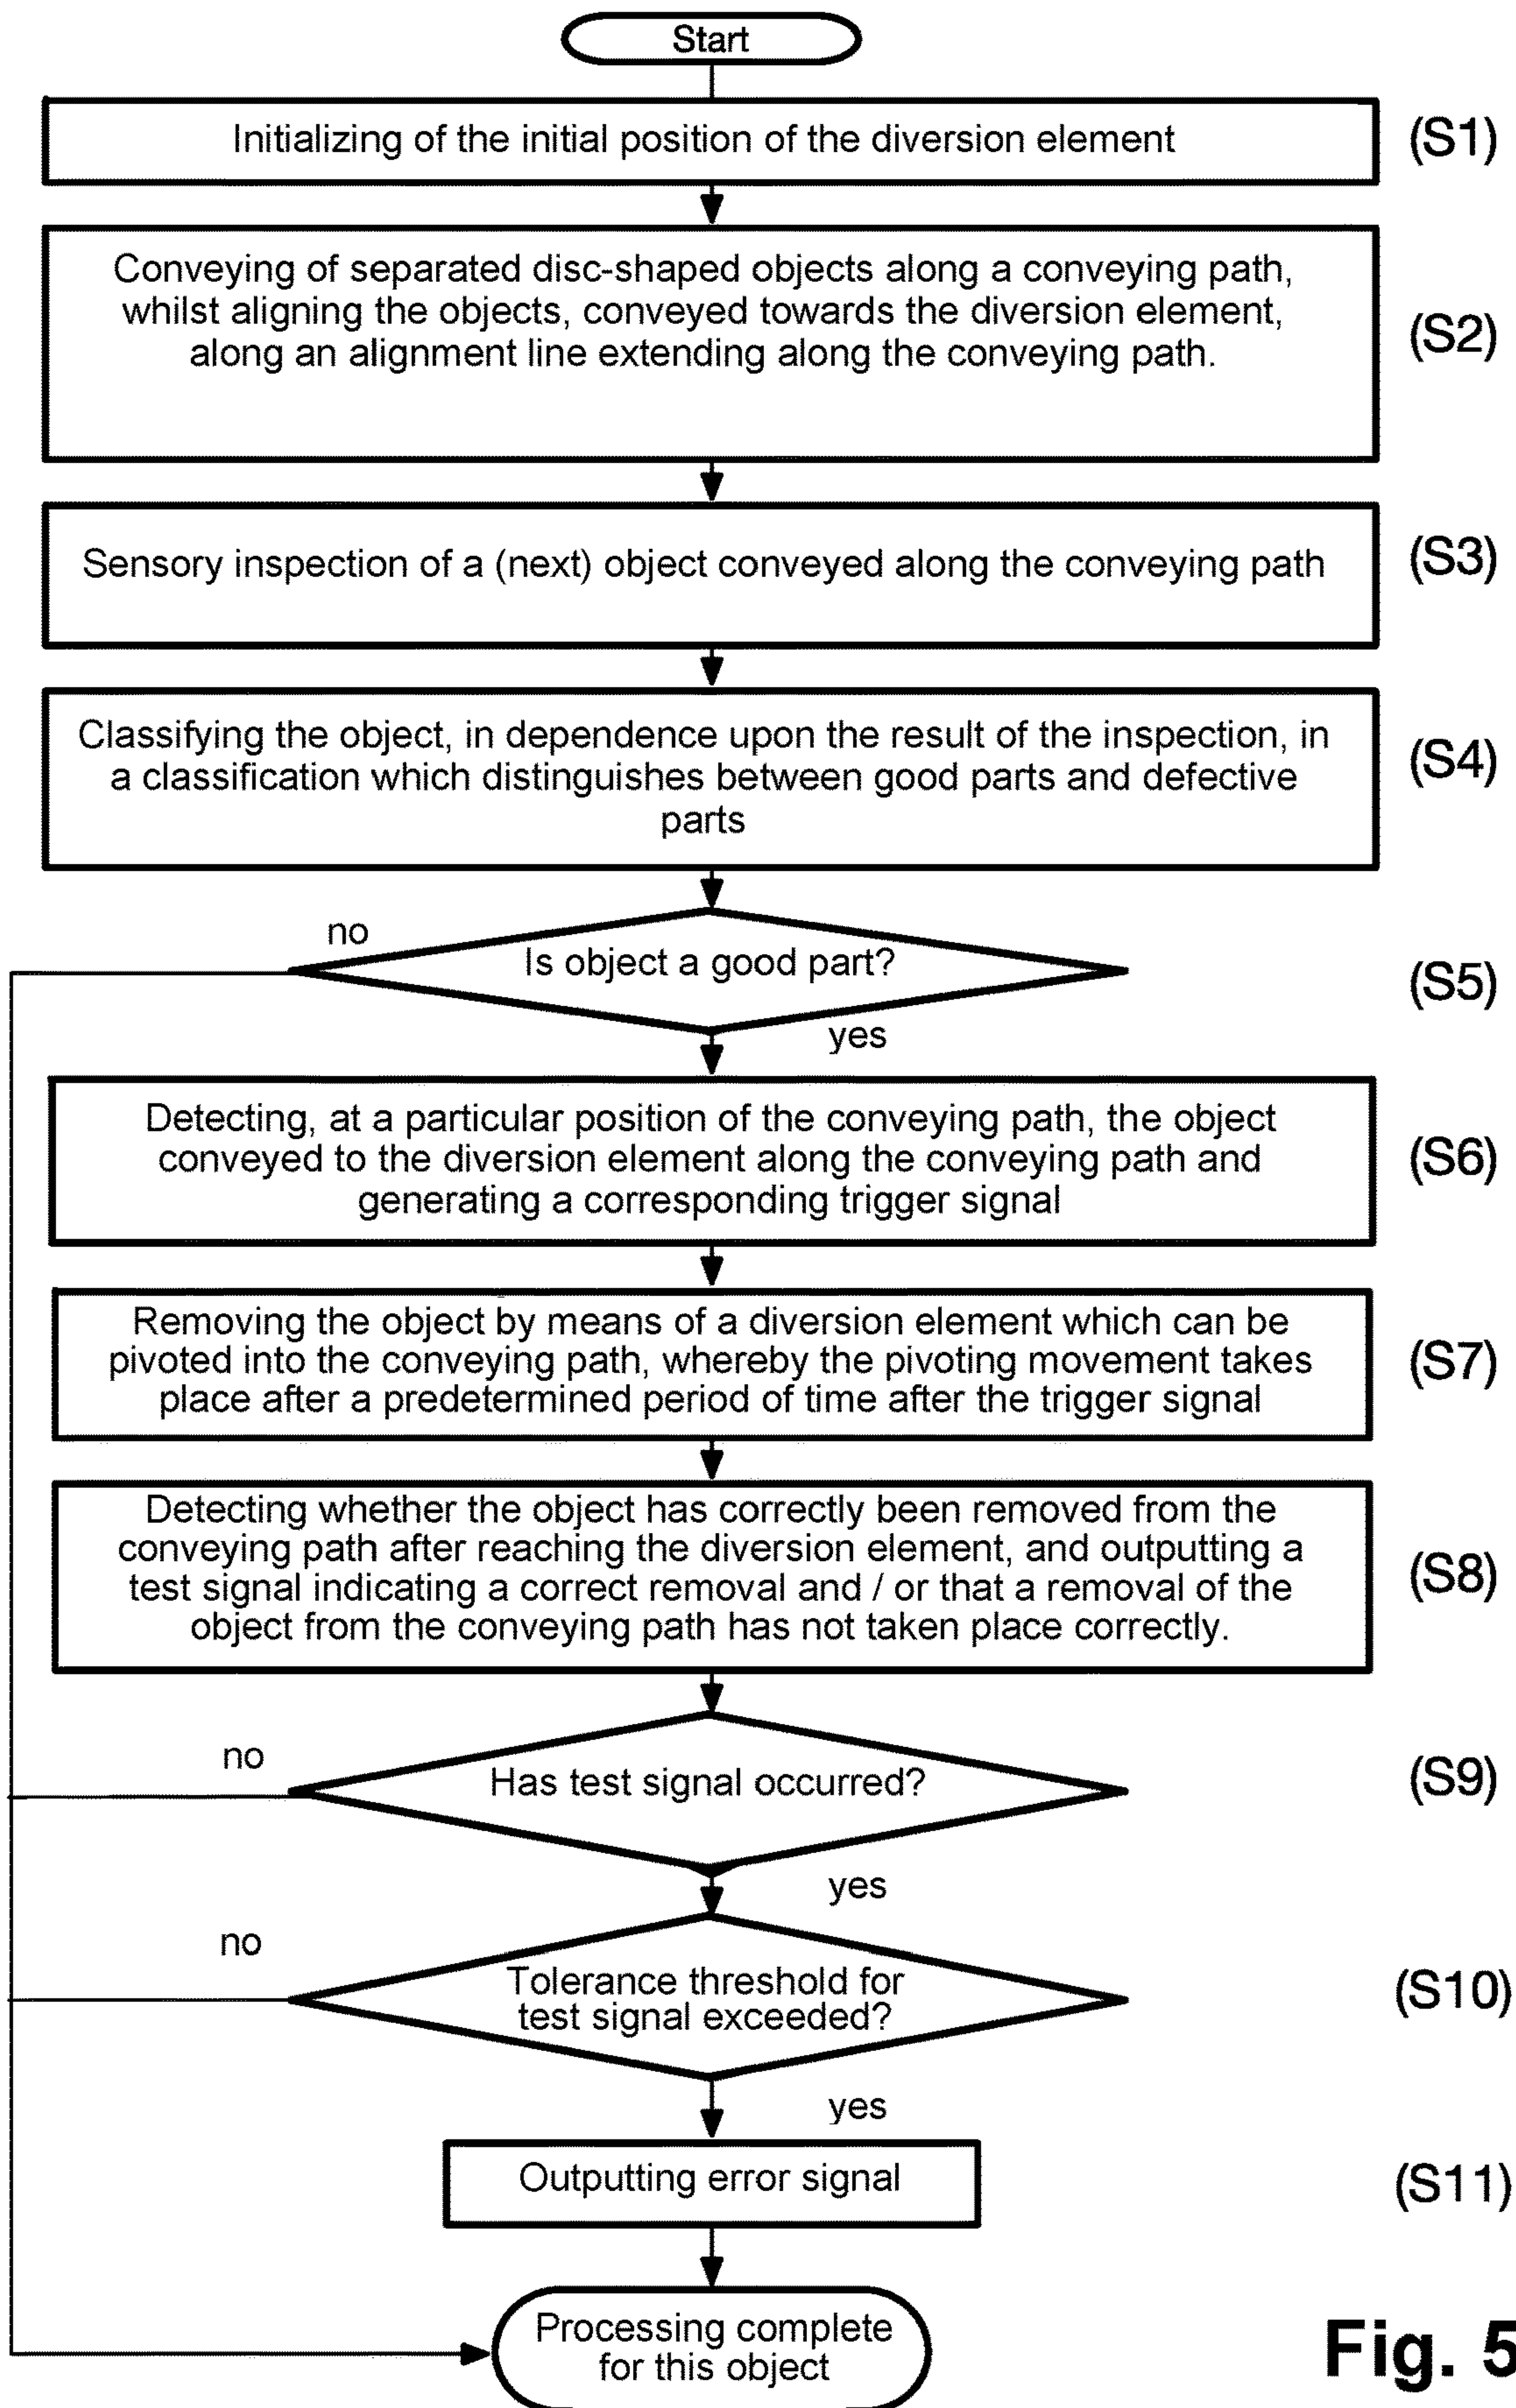 Start
Initializing of the initial position of the diversion element
(S1)
Conveying of separated disc-shaped objects along a conveying path,
whilst aligning the objects, conveyed towards the diversion element,
along an alignment line extending along the conveying path.
(S2)
Sensory inspection of a (next) object conveyed along the conveying path
(S3)
Classifying the object, in dependence upon the result of the inspection, in
a classification which distinguishes between good parts and defective
parts
(S4)
no
Is object a good part?
(S5)
yes
Detecting, at a particular position of the conveying path, the object
conveyed to the diversion element along the conveying path and
generating a corresponding trigger signal
(S6)
Removing the object by means of a diversion element which can be
pivoted into the conveying path, whereby the pivoting movement takes
place after a predetermined period of time after the trigger signal
(S7)
Detecting whether the object has correctly been removed from the
conveying path after reaching the diversion element, and outputting a
test signal indicating a correct removal and / or that a removal of the
object from the conveying path has not taken place correctly.
(S8)
no
Has test signal occurred?
(S9)
yes
no
Tolerance threshold for
test signal exceeded?
(S10)
yes
Outputting error signal
(S11)
Processing complete
for this object
Fig. 5